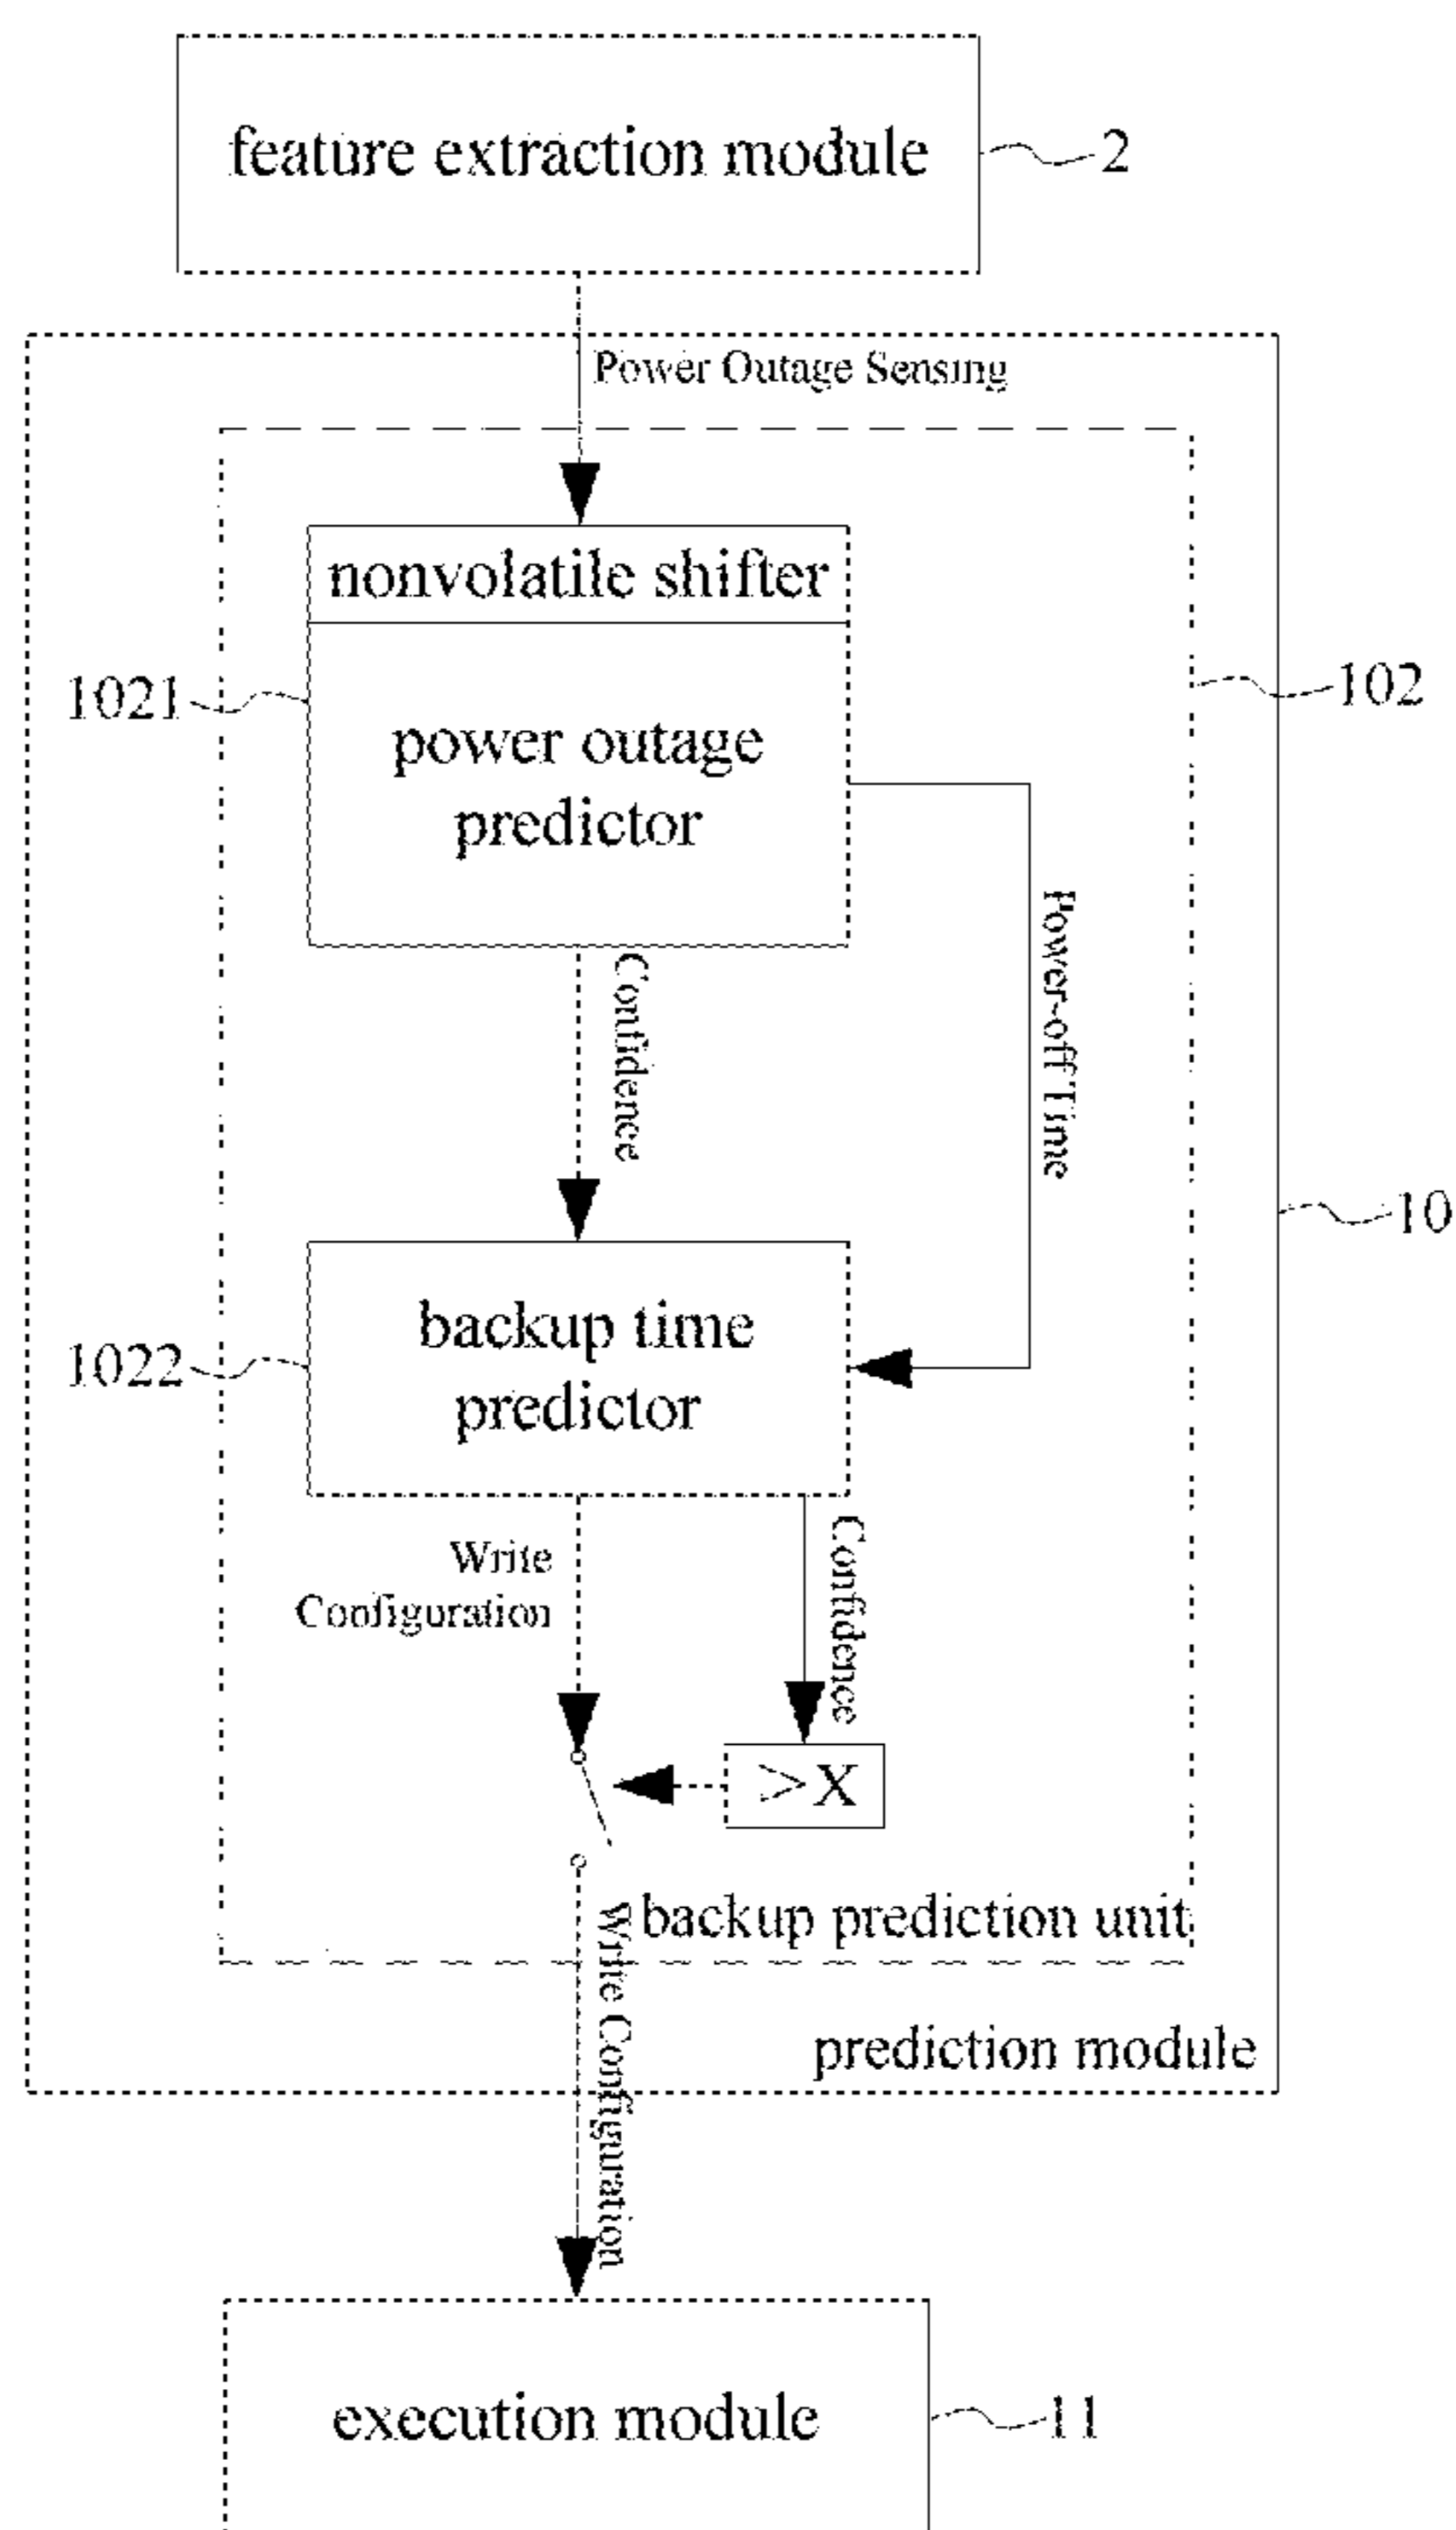 feature extraction module
2
Power Outage Sensing
nonvolatile shifter
1021
102
power outage
predictor
Power-off Time
Confidence
10
backup time
predictor
1022
Write
Configuration
Confidence
>X
backup prediction unit
Write Configuration
prediction module
execution module
11